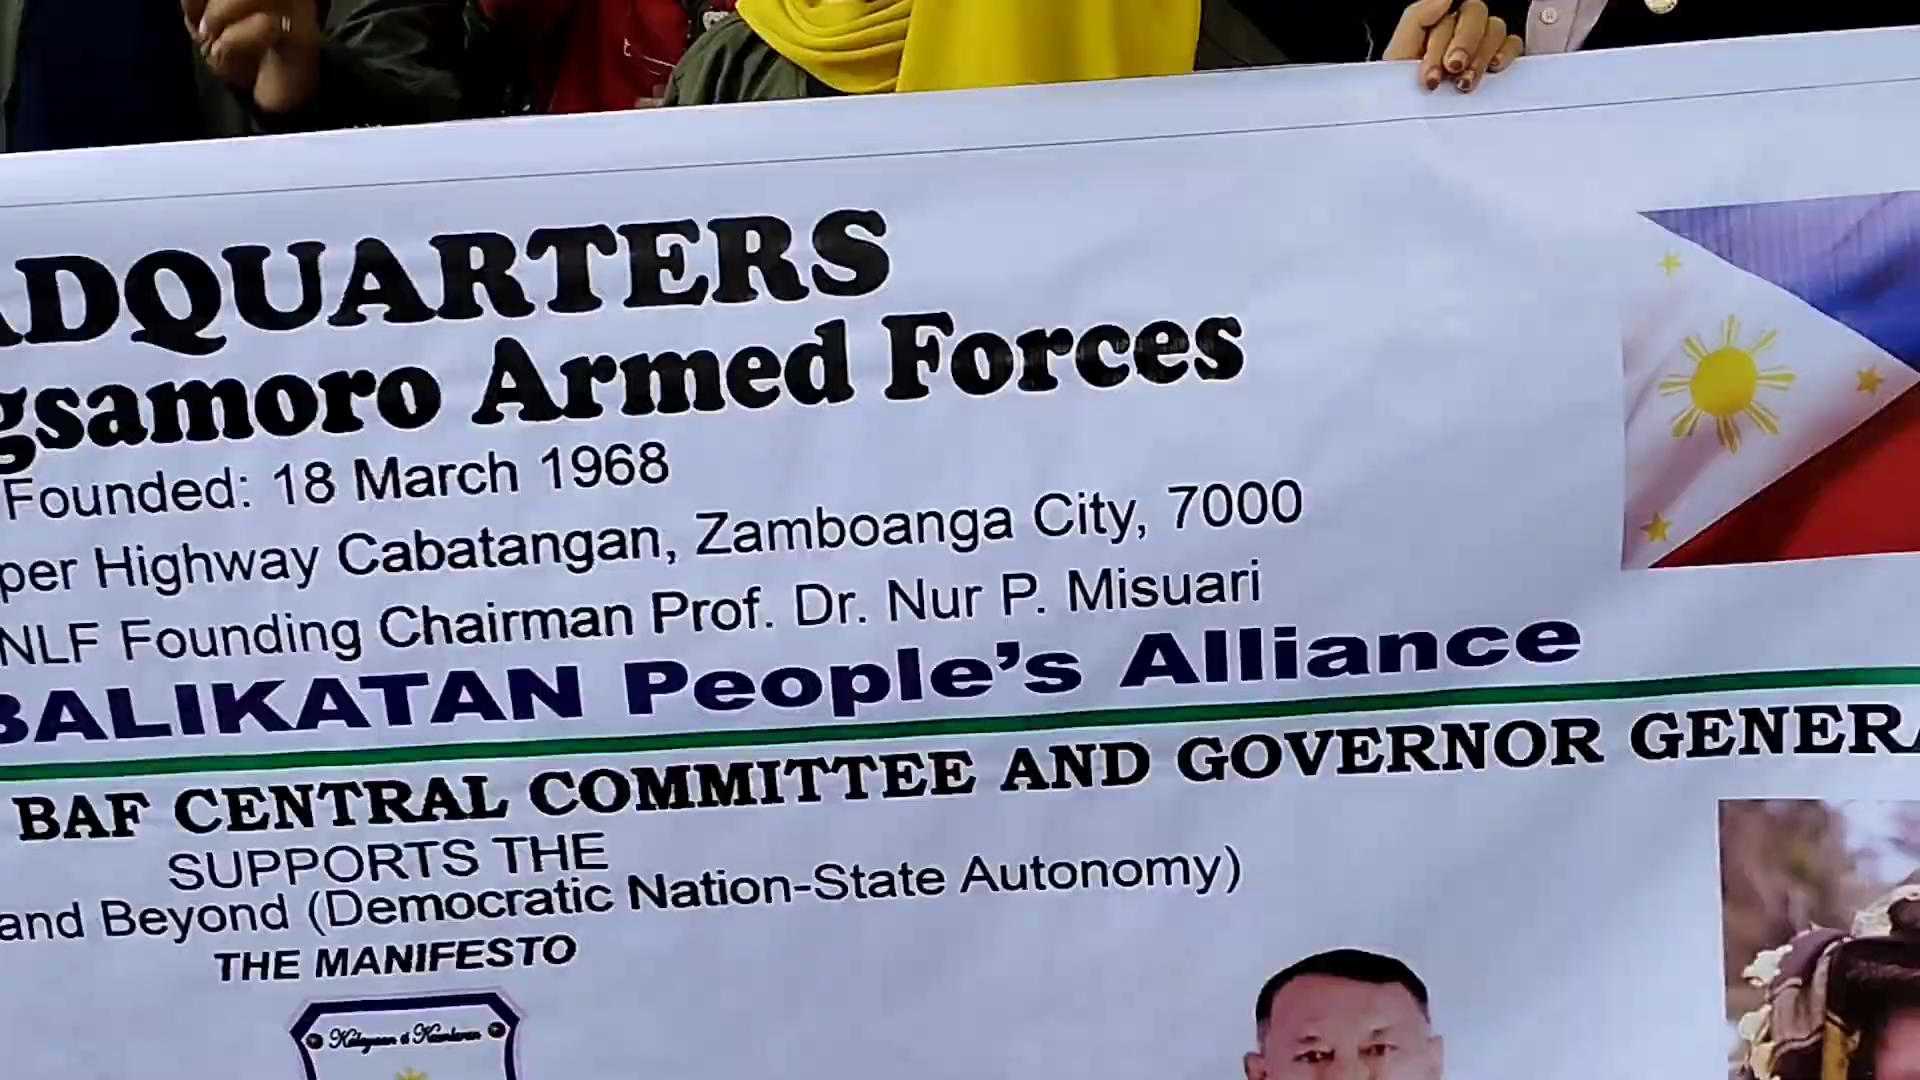 ADQUARTERS
gsamoro Armed Forces
Founded: 18 March 1968
per Highway Cabatangan, Zamboanga City, 7000
NLF Founding Chairman Prof. Dr. Nur P. Misuari
BALIKATAN People's Alliance
BAF CENTRAL COMMITTEE AND GOVERNOR GENERA
SUPPORTS THE
and Beyond (Democratic Nation-State Autonomy)
THE MANIFESTO